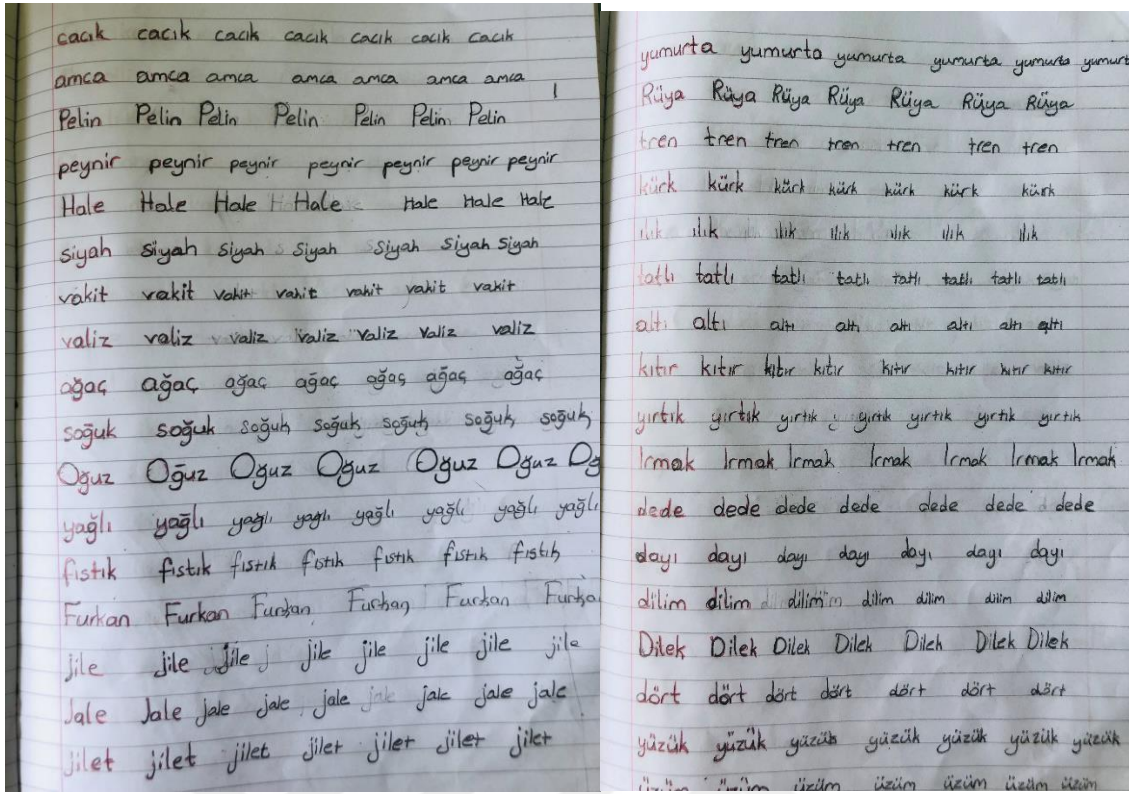 cacık cacık cacık cacık cacık cacık cacık
amca amca amca amca amca amca amca
Pelin Pelin Pelin Pelin Pelin Pelin Pelin
peynir peynir peynir peynir peynir peynir peynir
Hale Hale Hale Hale Hale Hale Hale
siyah siyah siyah siyah siyah siyah siyah
vakit vakit vakit vakit vakit vakit vakit
valiz valiz valiz valiz valiz valiz valiz
ağaç ağaç ağaç ağaç ağaç ağaç ağaç
soğuk soğuk soğuk soğuk soğuk soğuk soğuk
Oğuz Oğuz Oğuz Oğuz Oğuz Oğuz Oğ
yağlı yağlı yağlı yağlı yağlı yağlı yağlı yağlı
fıstık fıstık fıstık fıstık fıstık fıstık fıstık
Furkan Furkan Furkan Furkan Furkan Furka
jile jile jile jile jile jile jile jile
Jale Jale jale jale jale jale jale jale jale
jilet jilet jilet jilet jilet jilet jilet
yumurta yumurta yumurta yumurta yumurta yumurt
Rüya Rüya Rüya Rüya Rüya Rüya Rüya
tren tren tren tren tren tren tren
kürk kürk kürk kürk kürk kürk kürk
ılık ılık ılık ılık ılık ılık ılık
tatlı tatlı tatlı tatlı tatlı tatlı tatlı tatlı
altı altı altı altı altı altı altı altı
kıtır kıtır kıtır kıtır kıtır kıtır kıtır kıtır
yırtık yırtık yırtık yırtık yırtık yırtık yırtık
Irmak Irmak Irmak Irmak Irmak Irmak Irmak
dede dede dede dede dede dede dede
dayı dayı dayı dayı dayı dayı dayı
dilim dilim dilim dilim dilim dilim dilim
Dilek Dilek Dilek Dilek Dilek Dilek Dilek
dört dört dört dört dört dört dört
yüzük yüzük yüzük yüzük yüzük yüzük yüzük
üzüm üzüm üzüm üzüm üzüm üzüm üzüm